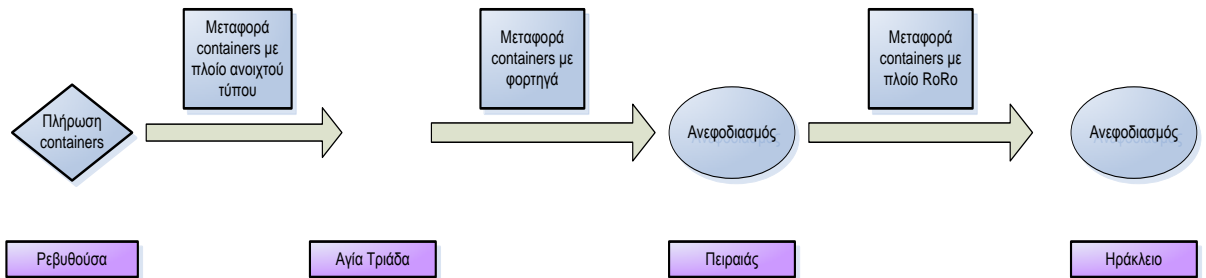 Μεταφορά
containers με
πλοίο ανοιχτού
τύπου
Μεταφορά
containers με
φορτηγά
Μεταφορά
containers με
πλοίο RoRo
Πλήρωση
containers
Ανεφοδιασμός
Ανεφοδιασμός
Ρεβυθούσα
Αγία Τριάδα
Πειραιάς
Ηράκλειο